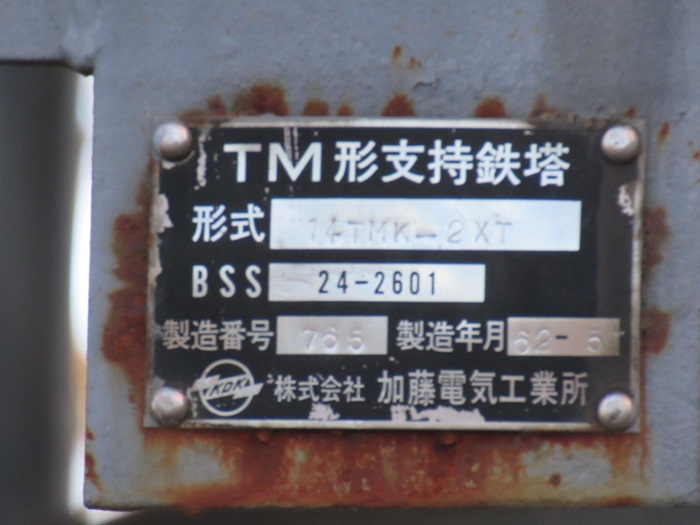 TM形支持鉄塔
形式 14TMK-2XT
BSS 24-2601
製造番号 765 製造年月 62-5
KDK 株式会社 加藤電気工業所